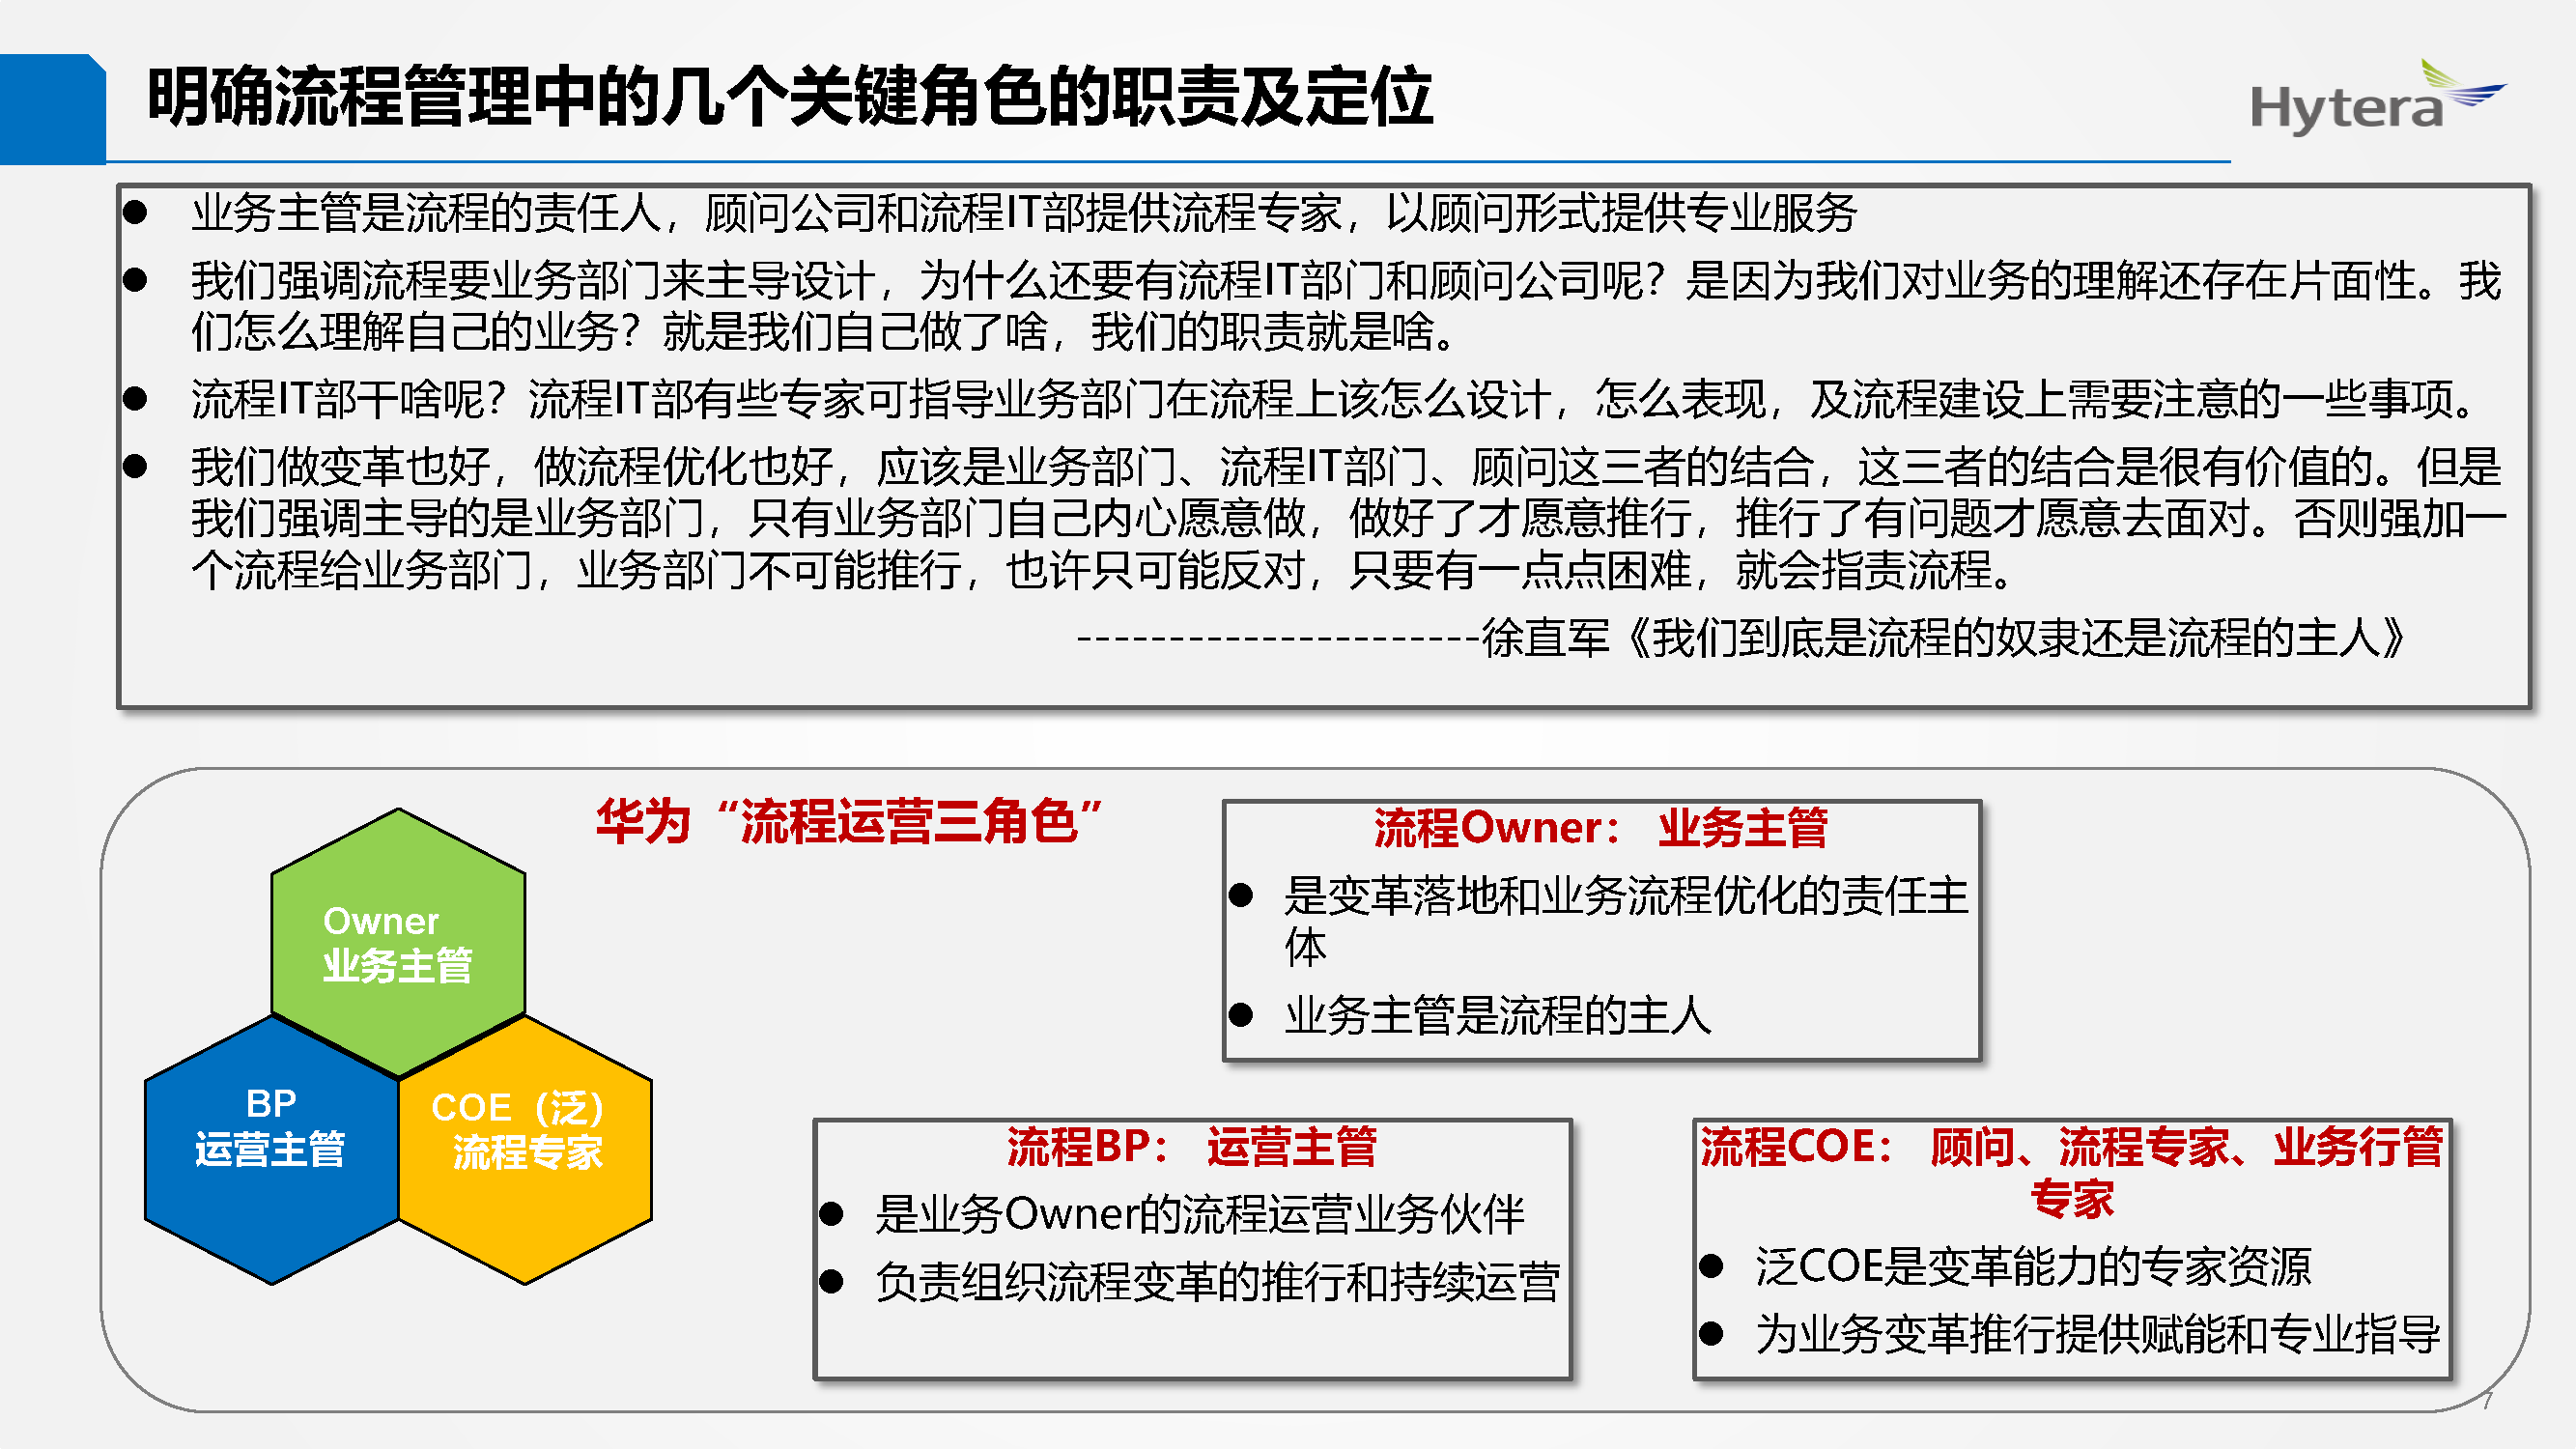 明确流程管理中的几个关键角色的职责及定位
Hytera
● 业务主管是流程的责任人，顾问公司和流程IT部提供流程专家，以顾问形式提供专业服务
● 我们强调流程要业务部门来主导设计，为什么还要有流程IT部门和顾问公司呢？是因为我们对业务的理解还存在片面性。我
们怎么理解自己的业务？就是我们自己做了啥，我们的职责就是啥。
● 流程IT部干啥呢？流程IT部有些专家可指导业务部门在流程上该怎么设计，怎么表现，及流程建设上需要注意的一些事项。
● 我们做变革也好，做流程优化也好，应该是业务部门、流程IT部门、顾问这三者的结合，这三者的结合是很有价值的。但是
我们强调主导的是业务部门，只有业务部门自己内心愿意做，做好了才愿意推行，推行了有问题才愿意去面对。否则强加一
个流程给业务部门，业务部门不可能推行，也许只可能反对，只要有一点点困难，就会指责流程。
----------------------徐直军《我们到底是流程的奴隶还是流程的主人》
华为“流程运营三角色”
Owner
业务主管
BP
运营主管
COE（泛）
流程专家
流程Owner： 业务主管
● 是变革落地和业务流程优化的责任主
体
● 业务主管是流程的主人
流程BP： 运营主管
● 是业务Owner的流程运营业务伙伴
● 负责组织流程变革的推行和持续运营
流程COE： 顾问、流程专家、业务行管
专家
● 泛COE是变革能力的专家资源
● 为业务变革推行提供赋能和专业指导
7